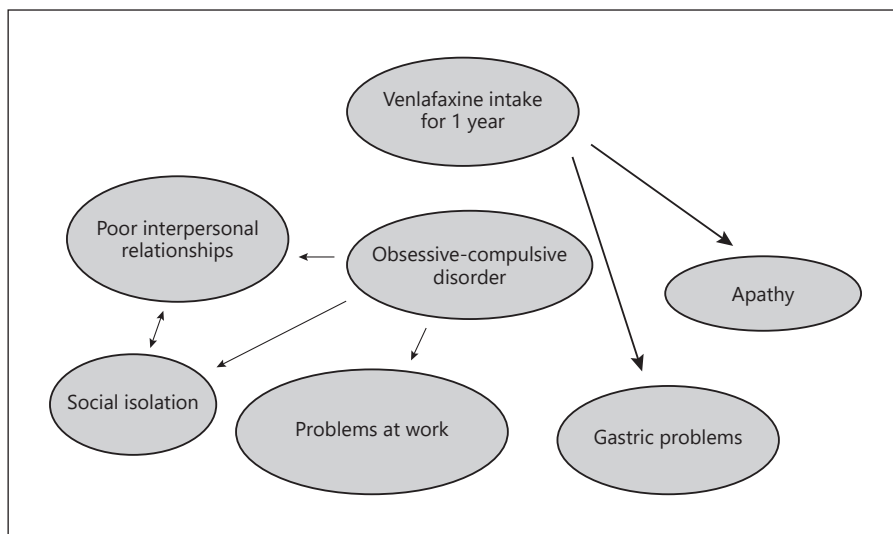 Venlafaxine intake
for 1 year
Poor interpersonal
relationships
Obsessive-compulsive
disorder
Apathy
Social isolation
Problems at work
Gastric problems